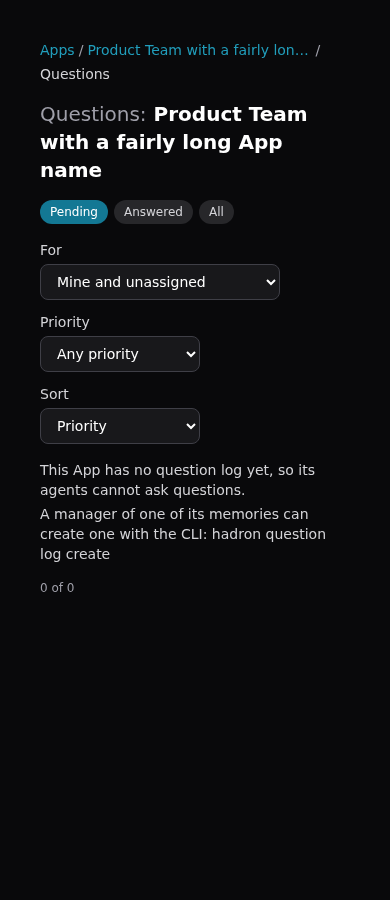 Apps / Product Team with a fairly lon… /
Questions
Questions: Product Team
with a fairly long App
name
Pending Answered All
For
Mine and unassigned
Priority
Any priority
Sort
Priority
This App has no question log yet, so its
agents cannot ask questions.
A manager of one of its memories can
create one with the CLI: hadron question
log create
0 of 0